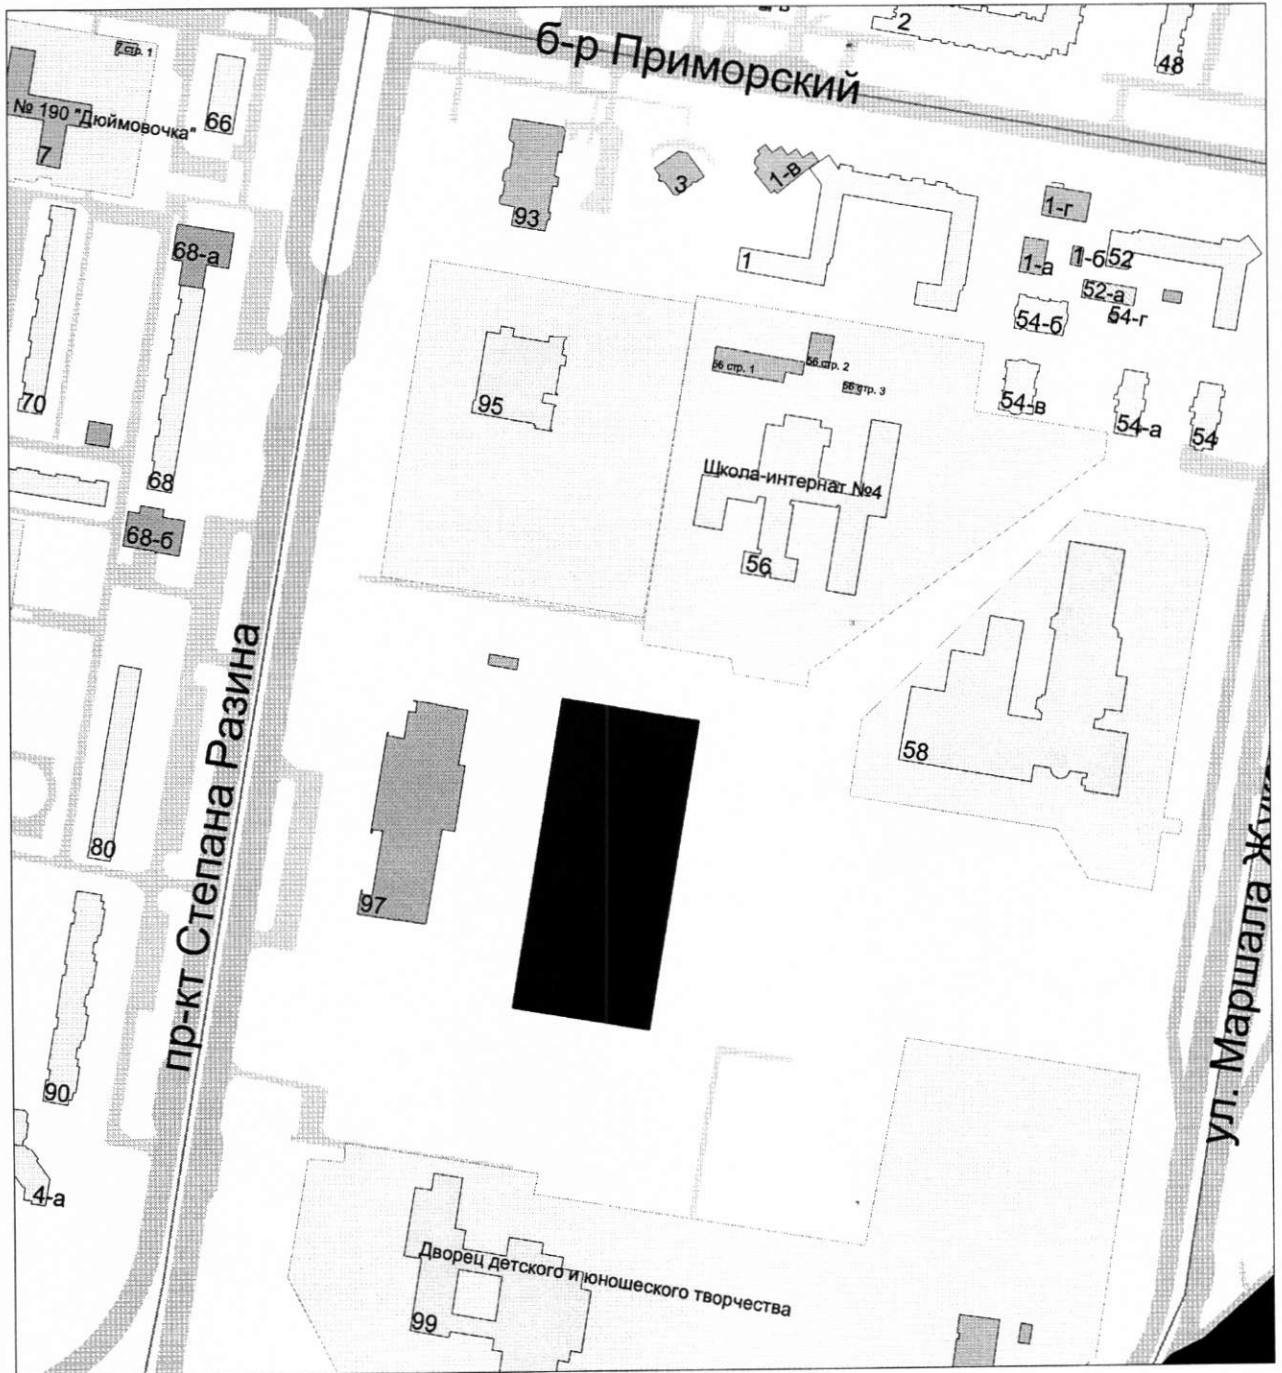 б-р Приморский
2
48
7 стр. 1
66
№ 190 "Дюймовочка"
7
93
3
1-в
1-г
68-а
1
1-а
1-б
52
52-а
54-г
54-б
56 стр. 1
56 стр. 2
56 стр. 3
70
95
54-в
54-а
54
68
Школа-интернат №4
68-б
56
пр-кт Степана Разина
58
80
97
ул. Маршала
90
4-а
Дворец детского и юношеского творчества
99